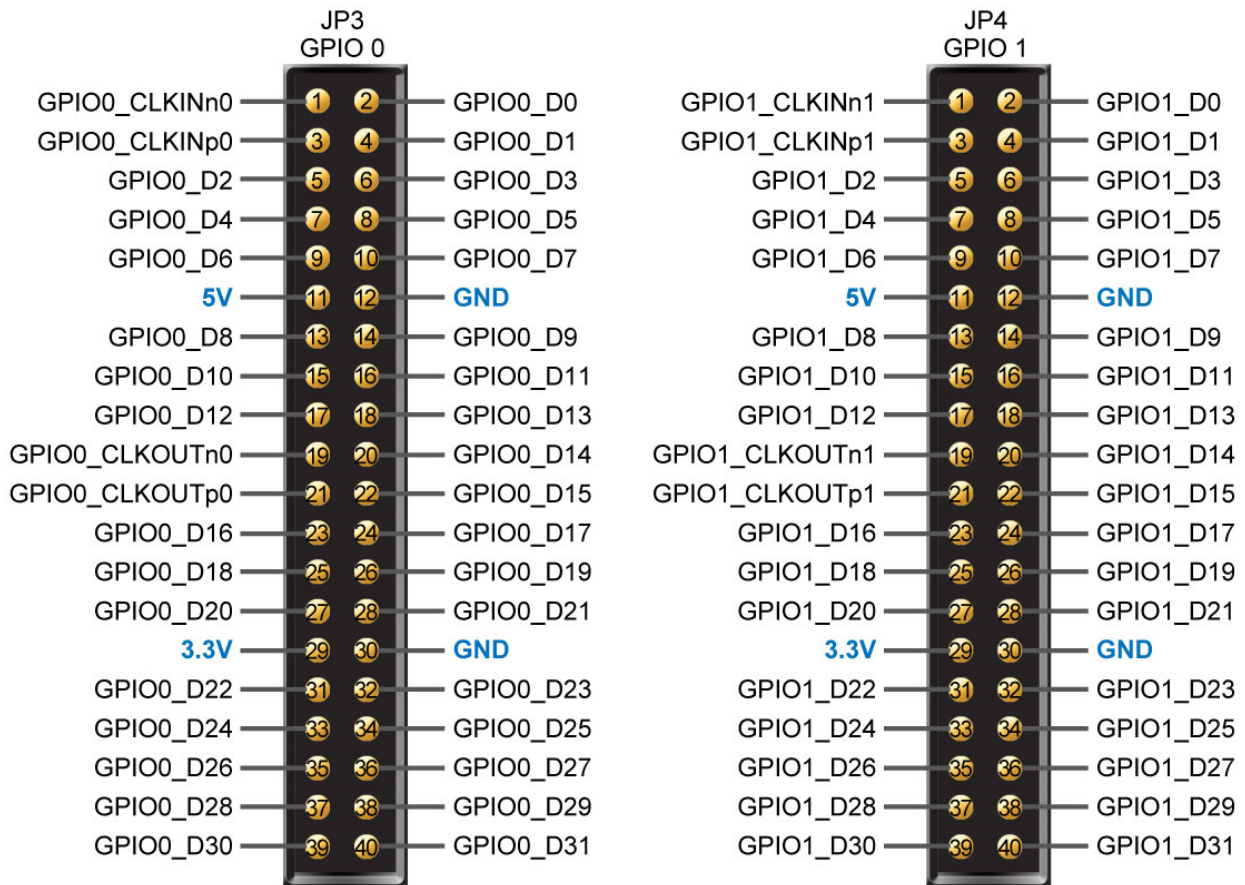 JP3 JP4
GPIO 0 GPIO 1
GPIO0_CLKINn0 1 2 GPIO0_D0 GPIO1_CLKINn1 1 2 GPIO1_D0
GPIO0_CLKINp0 3 4 GPIO0_D1 GPIO1_CLKINp1 3 4 GPIO1_D1
GPIO0_D2 5 6 GPIO0_D3 GPIO1_D2 5 6 GPIO1_D3
GPIO0_D4 7 8 GPIO0_D5 GPIO1_D4 7 8 GPIO1_D5
GPIO0_D6 9 10 GPIO0_D7 GPIO1_D6 9 10 GPIO1_D7
5V 11 12 GND 5V 11 12 GND
GPIO0_D8 13 14 GPIO0_D9 GPIO1_D8 13 14 GPIO1_D9
GPIO0_D10 15 16 GPIO0_D11 GPIO1_D10 15 16 GPIO1_D11
GPIO0_D12 17 18 GPIO0_D13 GPIO1_D12 17 18 GPIO1_D13
GPIO0_CLKOUTn0 19 20 GPIO0_D14 GPIO1_CLKOUTn1 19 20 GPIO1_D14
GPIO0_CLKOUTp0 21 22 GPIO0_D15 GPIO1_CLKOUTp1 21 22 GPIO1_D15
GPIO0_D16 23 24 GPIO0_D17 GPIO1_D16 23 24 GPIO1_D17
GPIO0_D18 25 26 GPIO0_D19 GPIO1_D18 25 26 GPIO1_D19
GPIO0_D20 27 28 GPIO0_D21 GPIO1_D20 27 28 GPIO1_D21
3.3V 29 30 GND 3.3V 29 30 GND
GPIO0_D22 31 32 GPIO0_D23 GPIO1_D22 31 32 GPIO1_D23
GPIO0_D24 33 34 GPIO0_D25 GPIO1_D24 33 34 GPIO1_D25
GPIO0_D26 35 36 GPIO0_D27 GPIO1_D26 35 36 GPIO1_D27
GPIO0_D28 37 38 GPIO0_D29 GPIO1_D28 37 38 GPIO1_D29
GPIO0_D30 39 40 GPIO0_D31 GPIO1_D30 39 40 GPIO1_D31